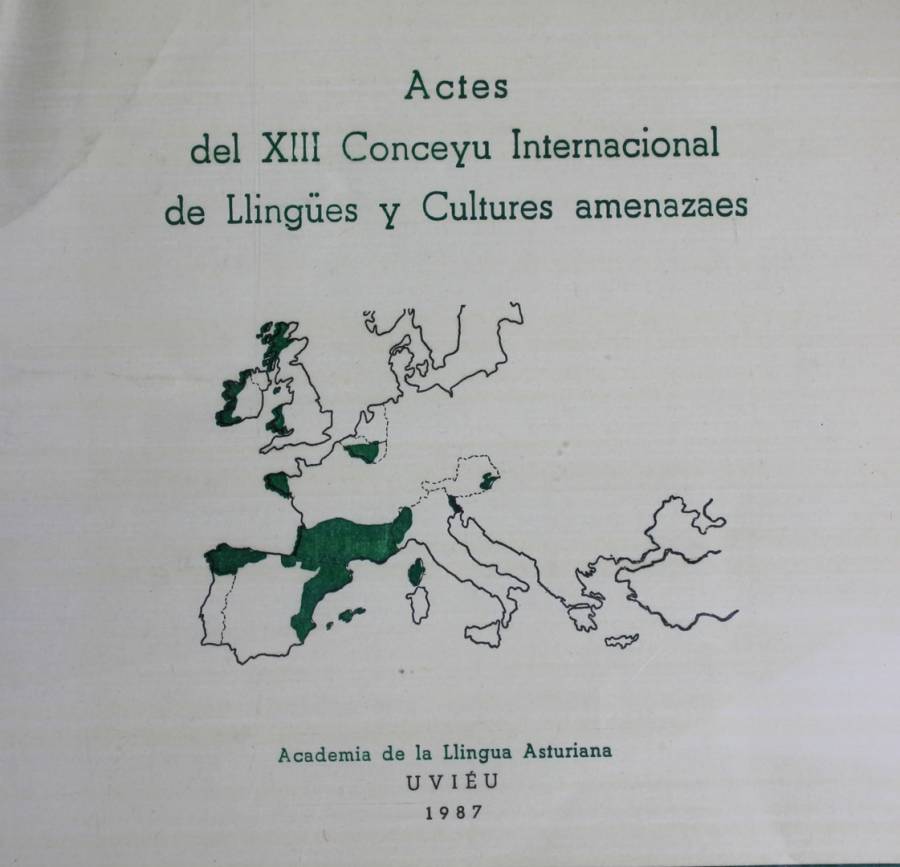 Actes
del XIII Conceyu Internacional
de Llingües y Cultures amenazaes
Academia de la Llingua Asturiana
UVIÉU
1987